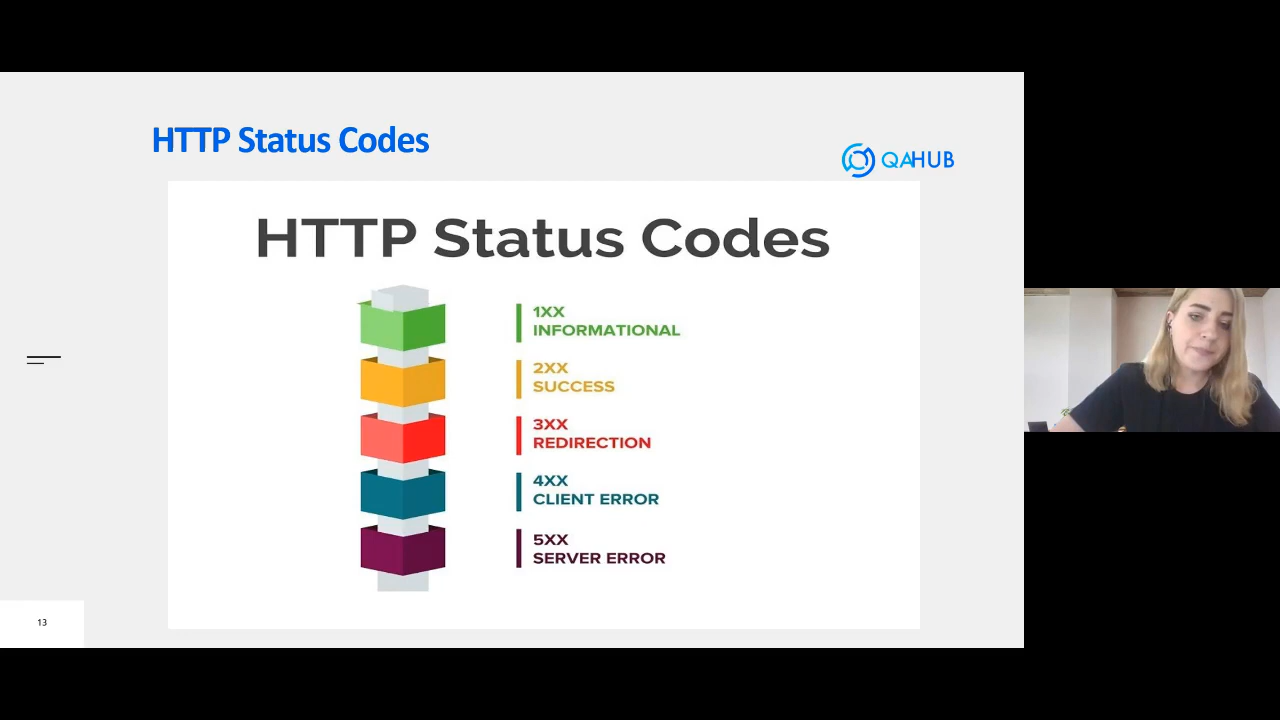 HTTP Status Codes
QAHUB
HTTP Status Codes
1XX
INFORMATIONAL
2XX
SUCCESS
3XX
REDIRECTION
4XX
CLIENT ERROR
5XX
SERVER ERROR
13